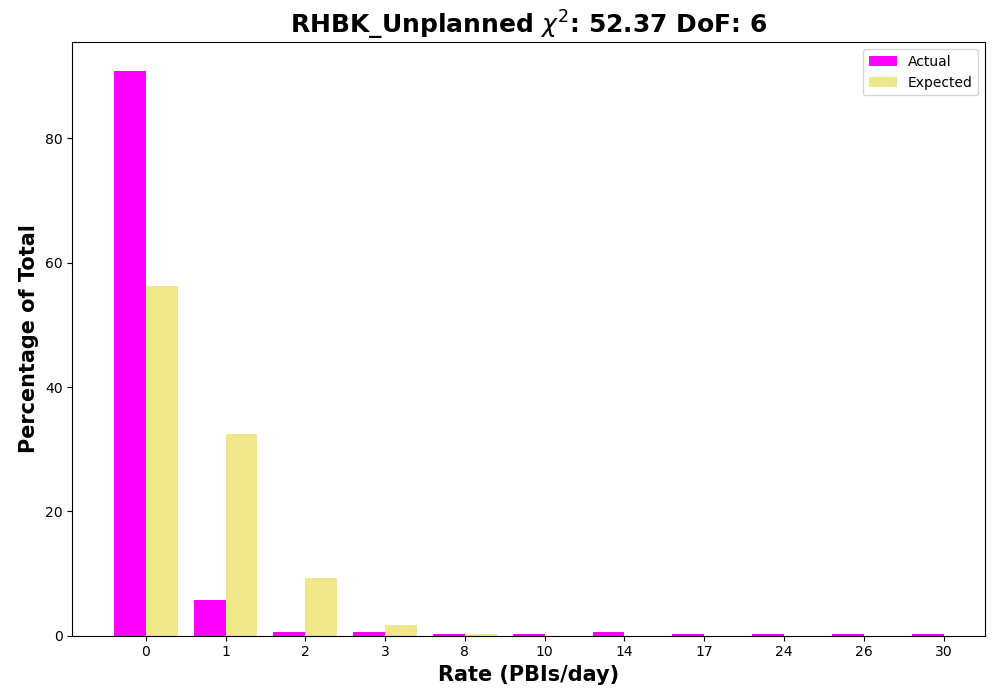 RHBK_Unplanned χ²: 52.37 DoF: 6
Actual
Expected
Percentage of Total
80
60
40
20
0
0 1 2 3 8 10 14 17 24 26 30
Rate (PBIs/day)